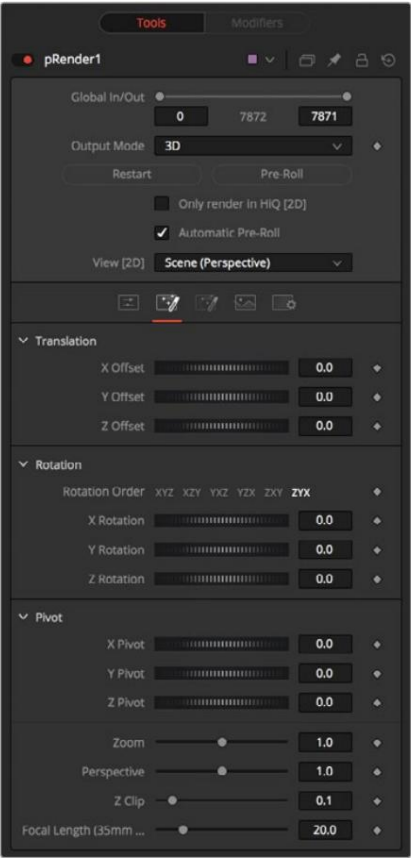 Tools Modifiers
pRender1
Global In/Out
0 7872 7871
Output Mode 3D
Restart Pre-Roll
Only render in HiQ [2D]
Automatic Pre-Roll
View [2D] Scene (Perspective)
Translation
X Offset 0.0
Y Offset 0.0
Z Offset 0.0
Rotation
Rotation Order XYZ XZY YXZ YZX ZXY ZYX
X Rotation 0.0
Y Rotation 0.0
Z Rotation 0.0
Pivot
X Pivot 0.0
Y Pivot 0.0
Z Pivot 0.0
Zoom 1.0
Perspective 1.0
Z Clip 0.1
Focal Length (35mm ... 20.0